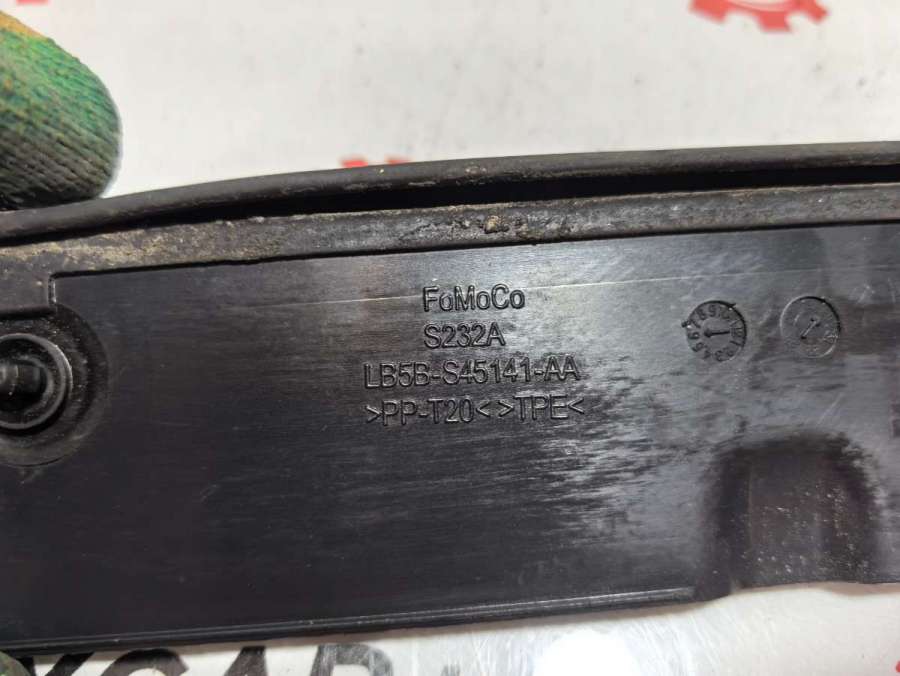 FoMoCo
S232A
LB5B-S45141-AA
>PP-T20< >TPE<